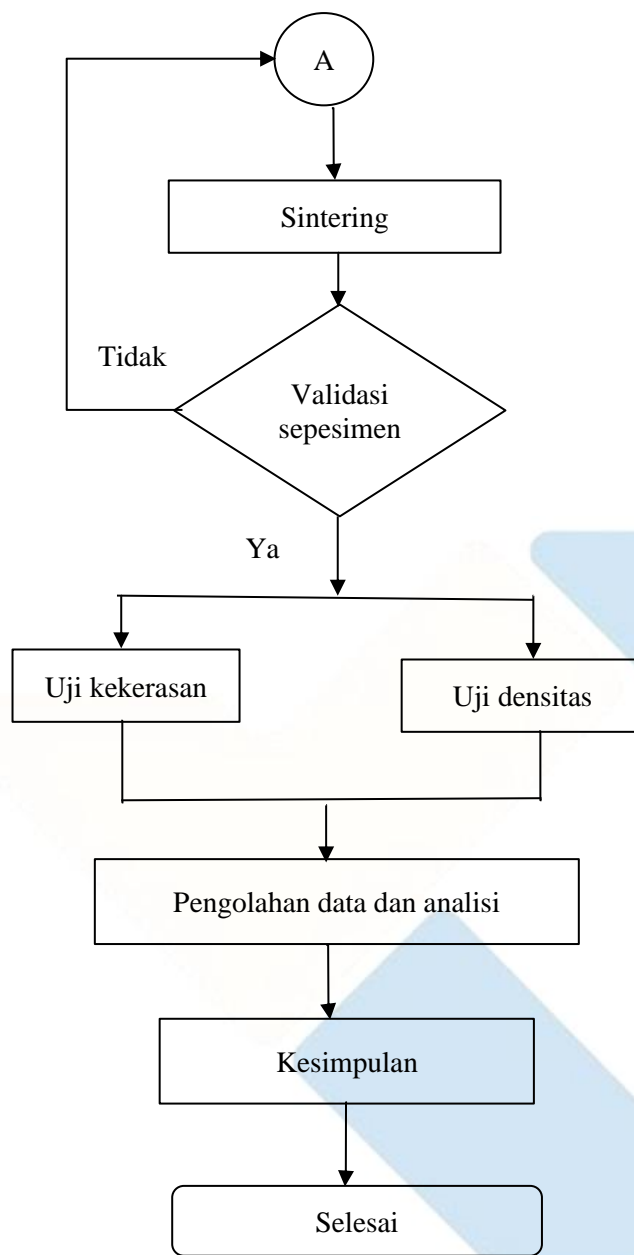 A
Sintering
Tidak
Validasi
sepesimen
Ya
Uji kekerasan
Uji densitas
Pengolahan data dan analisi
Kesimpulan
Selesai